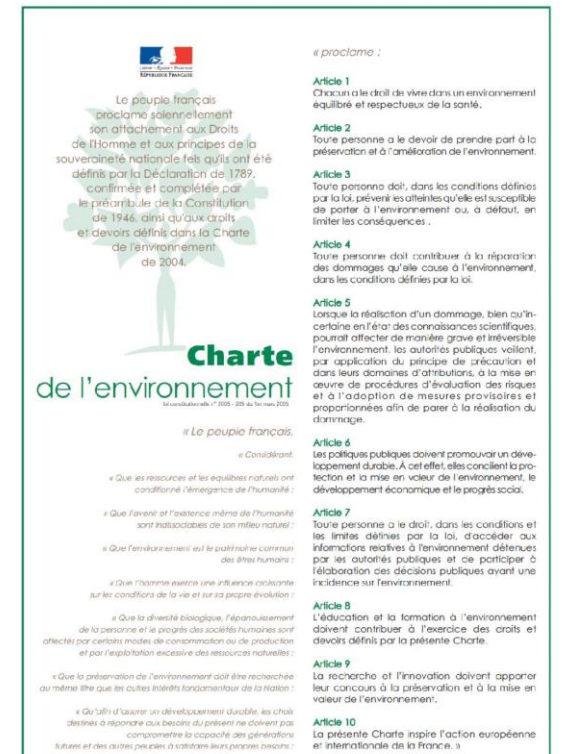 Liberté • Égalité • Fraternité
RÉPUBLIQUE FRANÇAISE
Le peuple français
proclame solennellement
son attachement aux Droits
de l'Homme et aux principes de la
souveraineté nationale tels qu'ils ont été
définis par la Déclaration de 1789,
confirmée et complétée par
le préambule de la Constitution
de 1946, ainsi qu'aux droits
et devoirs définis dans la Charte
de l'environnement
de 2004.
Charte
de l'environnement
Loi constitutionnelle n° 2005 - 205 du 1er mars 2005
« Le peuple français,
« Considérant,
« Que les ressources et les équilibres naturels ont
conditionné l'émergence de l'humanité ;
« Que l'avenir et l'existence même de l'humanité
sont indissociables de son milieu naturel ;
« Que l'environnement est le patrimoine commun
des êtres humains ;
« Que l'homme exerce une influence croissante
sur les conditions de la vie et sur sa propre évolution ;
« Que la diversité biologique, l'épanouissement
de la personne et le progrès des sociétés humaines sont
affectés par certains modes de consommation ou de production
et par l'exploitation excessive des ressources naturelles ;
« Que la préservation de l'environnement doit être recherchée
au même titre que les autres intérêts fondamentaux de la Nation ;
« Qu'afin d'assurer un développement durable, les choix
destinés à répondre aux besoins du présent ne doivent pas
compromettre la capacité des générations
futures et des autres peuples à satisfaire leurs propres besoins ;
« proclame :
Article 1
Chacun a le droit de vivre dans un environnement
équilibré et respectueux de la santé.
Article 2
Toute personne a le devoir de prendre part à la
préservation et à l'amélioration de l'environnement.
Article 3
Toute personne doit, dans les conditions définies
par la loi, prévenir les atteintes qu'elle est susceptible
de porter à l'environnement ou, à défaut, en
limiter les conséquences .
Article 4
Toute personne doit contribuer à la réparation
des dommages qu'elle cause à l'environnement,
dans les conditions définies par la loi.
Article 5
Lorsque la réalisation d'un dommage, bien qu'in-
certaine en l'état des connaissances scientifiques,
pourrait affecter de manière grave et irréversible
l'environnement, les autorités publiques veillent,
par application du principe de précaution et
dans leurs domaines d'attributions, à la mise en
œuvre de procédures d'évaluation des risques
et à l'adoption de mesures provisoires et
proportionnées afin de parer à la réalisation du
dommage.
Article 6
Les politiques publiques doivent promouvoir un déve-
loppement durable. À cet effet, elles concilient la pro-
tection et la mise en valeur de l'environnement, le
développement économique et le progrès social.
Article 7
Toute personne a le droit, dans les conditions et
les limites définies par la loi, d'accéder aux
informations relatives à l'environnement détenues
par les autorités publiques et de participer à
l'élaboration des décisions publiques ayant une
incidence sur l'environnement.
Article 8
L'éducation et la formation à l'environnement
doivent contribuer à l'exercice des droits et
devoirs définis par la présente Charte.
Article 9
La recherche et l'innovation doivent apporter
leur concours à la préservation et à la mise en
valeur de l'environnement.
Article 10
La présente Charte inspire l'action européenne
et internationale de la France. »